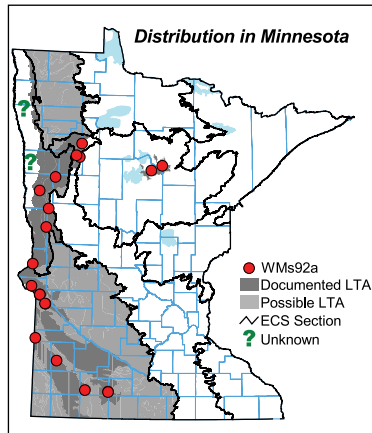 Distribution in Minnesota
?
?
WMs92a
Documented LTA
Possible LTA
ECS Section
? Unknown